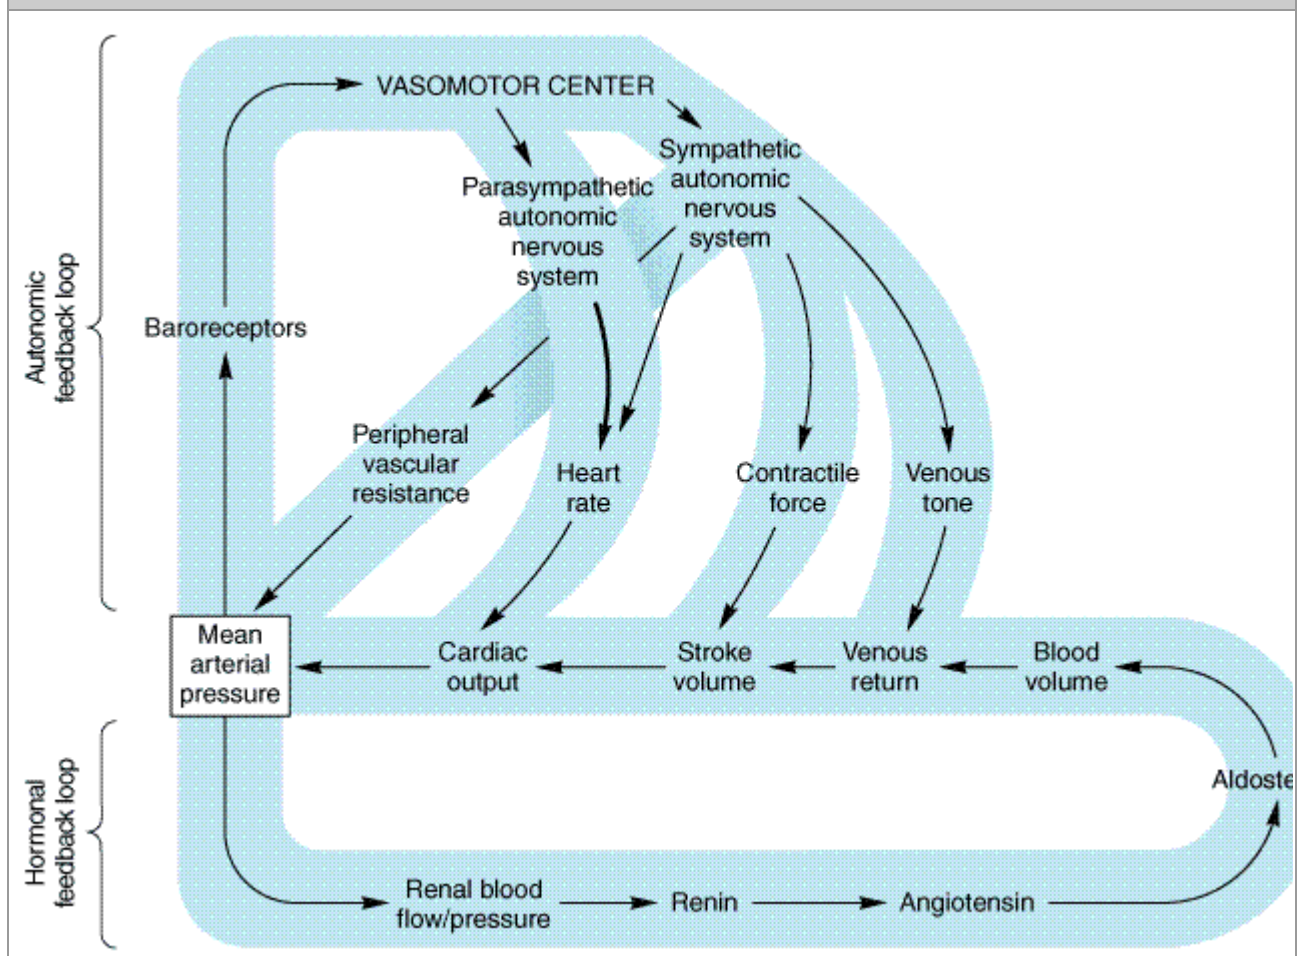 VASOMOTOR CENTER
Sympathetic
autonomic
nervous
system
Parasympathetic
autonomic
nervous
system
Autonomic
feedback loop
Baroreceptors
Peripheral
vascular
resistance
Heart
rate
Contractile
force
Venous
tone
Mean
arterial
pressure
Cardiac
output
Stroke
volume
Venous
return
Blood
volume
Hormonal
feedback loop
Aldoste
Renal blood
flow/pressure
Renin
Angiotensin